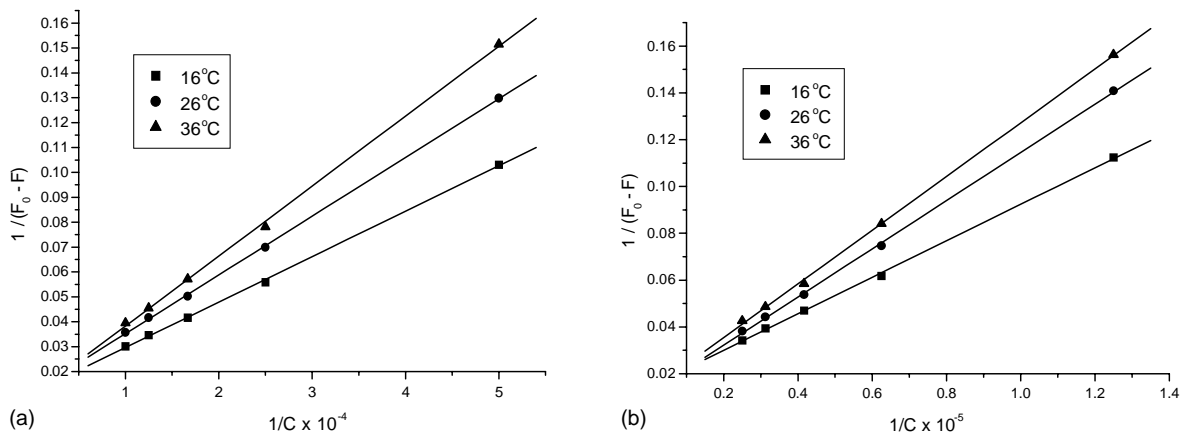 0.16
0.15
0.14
0.13
0.12
0.11
0.10
0.09
0.08
0.07
0.06
0.05
0.04
0.03
0.02
1 / (F₀ - F)
16°C
26°C
36°C
1 2 3 4 5
1/C x 10⁻⁴
(a)
0.16
0.14
0.12
0.10
0.08
0.06
0.04
0.02
1 / (F₀ - F)
16°C
26°C
36°C
0.2 0.4 0.6 0.8 1.0 1.2 1.4
1/C x 10⁻⁵
(b)